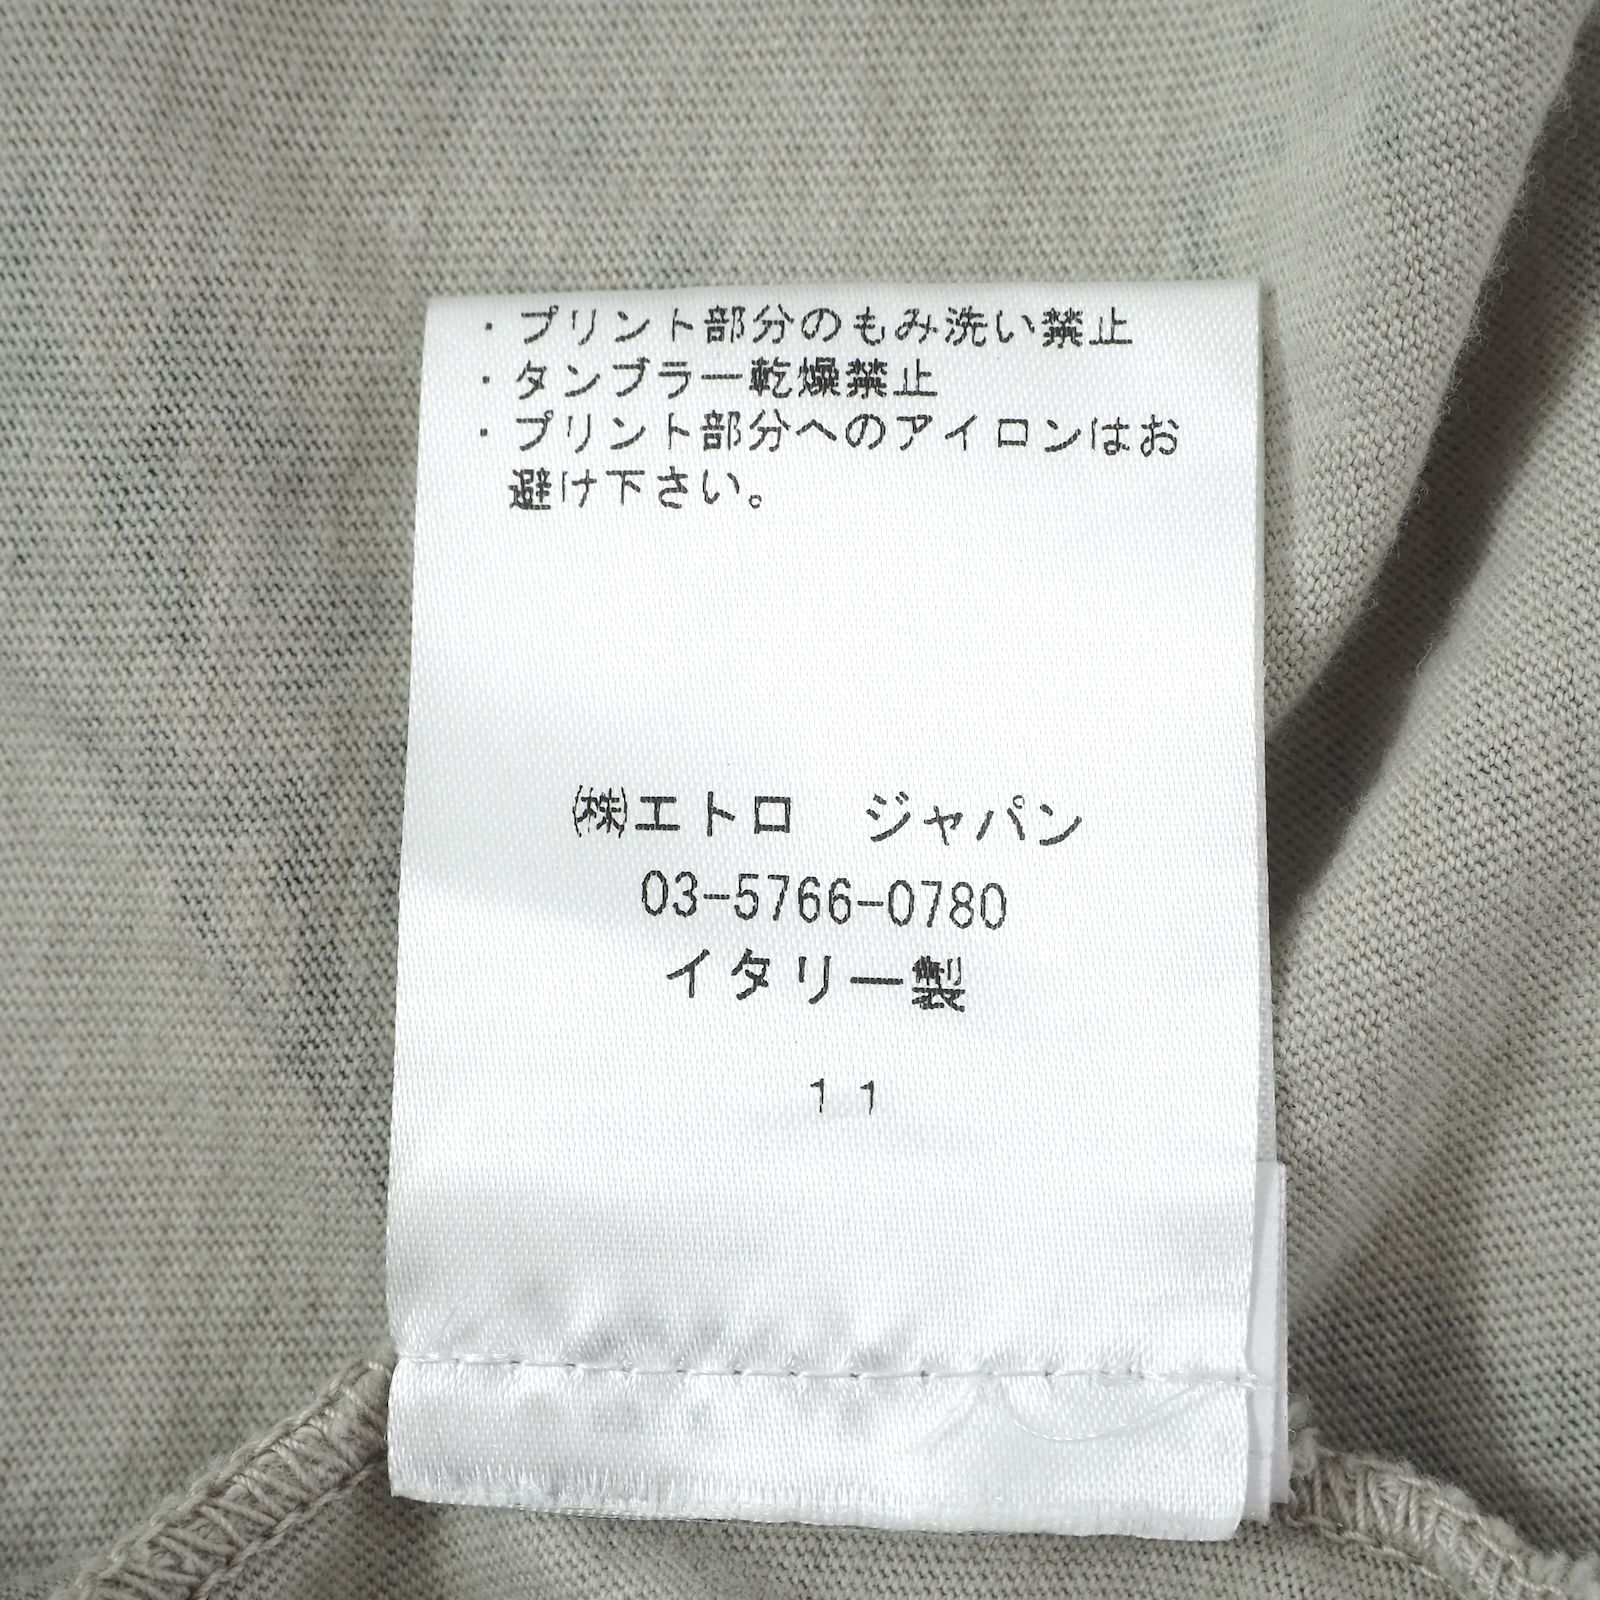 ・プリント部分のもみ洗い禁止
・タンブラー乾燥禁止
・プリント部分へのアイロンはお
避け下さい。
㈱エトロ　ジャパン
03-5766-0780
イタリー製
11